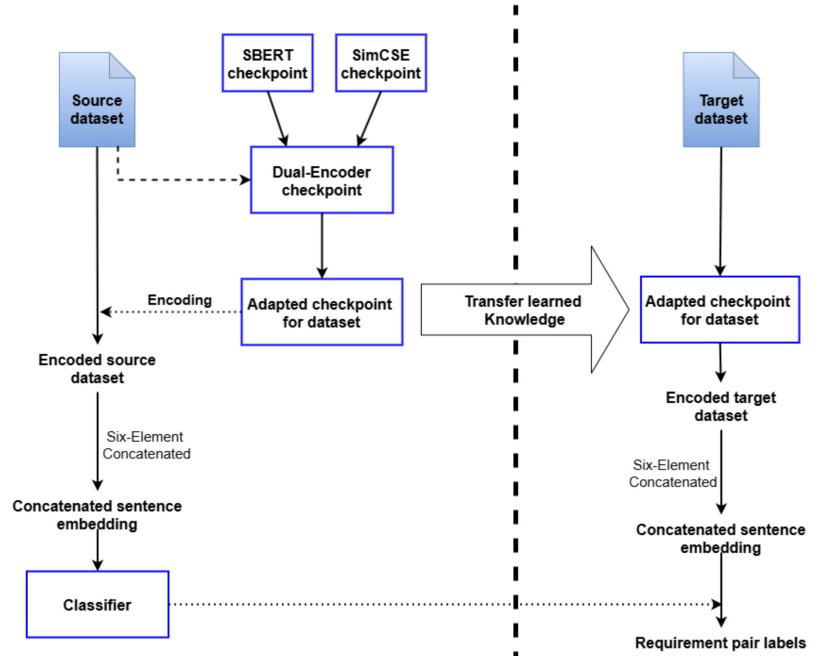 SBERT
checkpoint
SimCSE
checkpoint
Source
dataset
Target
dataset
Dual-Encoder
checkpoint
Encoding
Adapted checkpoint
for dataset
Transfer learned
Knowledge
Adapted checkpoint
for dataset
Encoded source
dataset
Encoded target
dataset
Six-Element
Concatenated
Six-Element
Concatenated
Concatenated sentence
embedding
Concatenated sentence
embedding
Classifier
Requirement pair labels